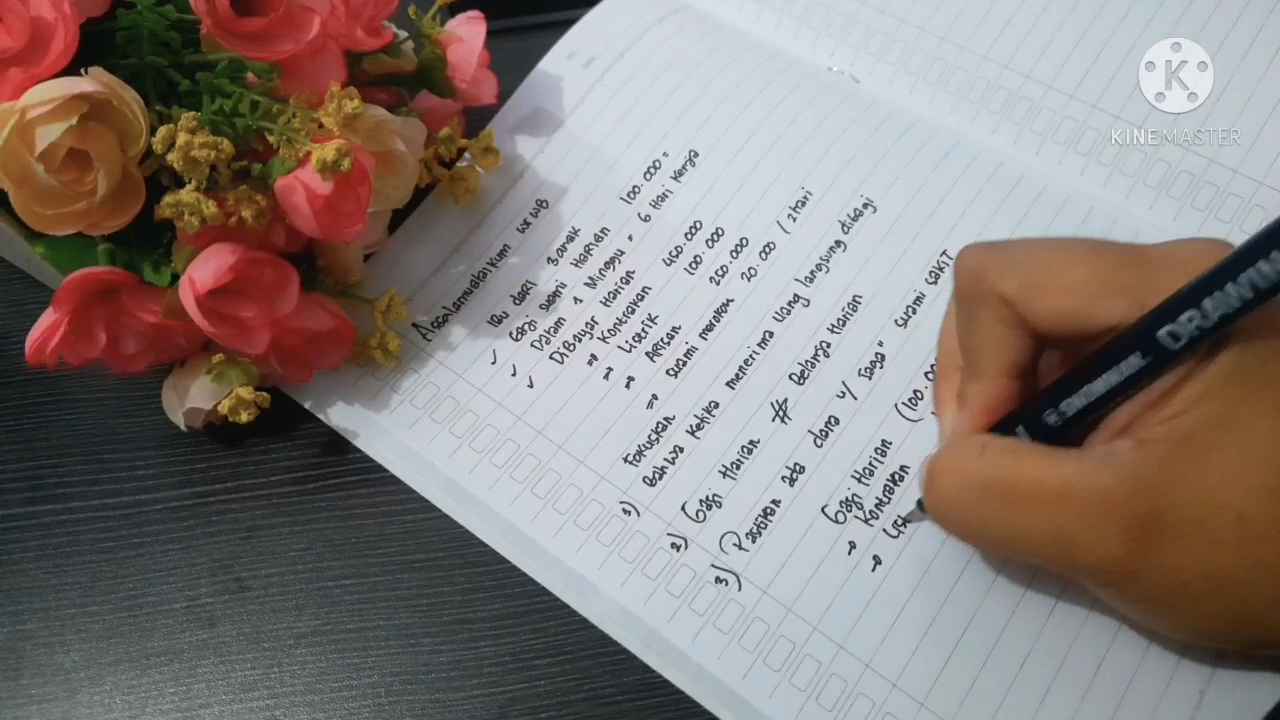 Assalamualaikum wr wb
Ibu dari 3 anak
✓ Gaji suami Harian 100.000 =
✓ Dalam 1 Minggu = 6 Hari Kerja
✓ DiBayar Harian
⇒ Kontrakan 450.000
⇒ Listrik 100.000
⇒ ARisan 250.000
⇒ suami merokok 20.000 / 2 hari
Fokuskan
1) Bahwa Ketika menerima Uang langsung dibagi
2) Gaji Harian # Belanja Harian
3) Pastikan ada dana u/ jaga" suami sakit
Gaji Harian (100.00
→ Kontrakan
→ List
KINEMASTER
DRAWIN